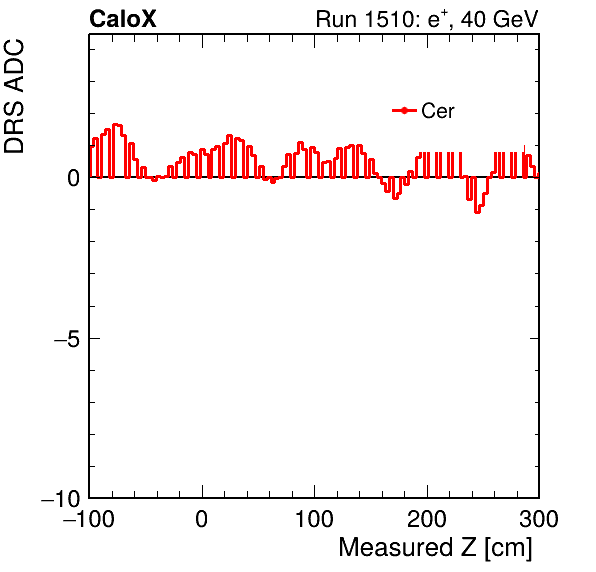 CaloX
Run 1510: e+, 40 GeV
DRS ADC
Cer
0
−5
−10
−100 0 100 200 300
Measured Z [cm]